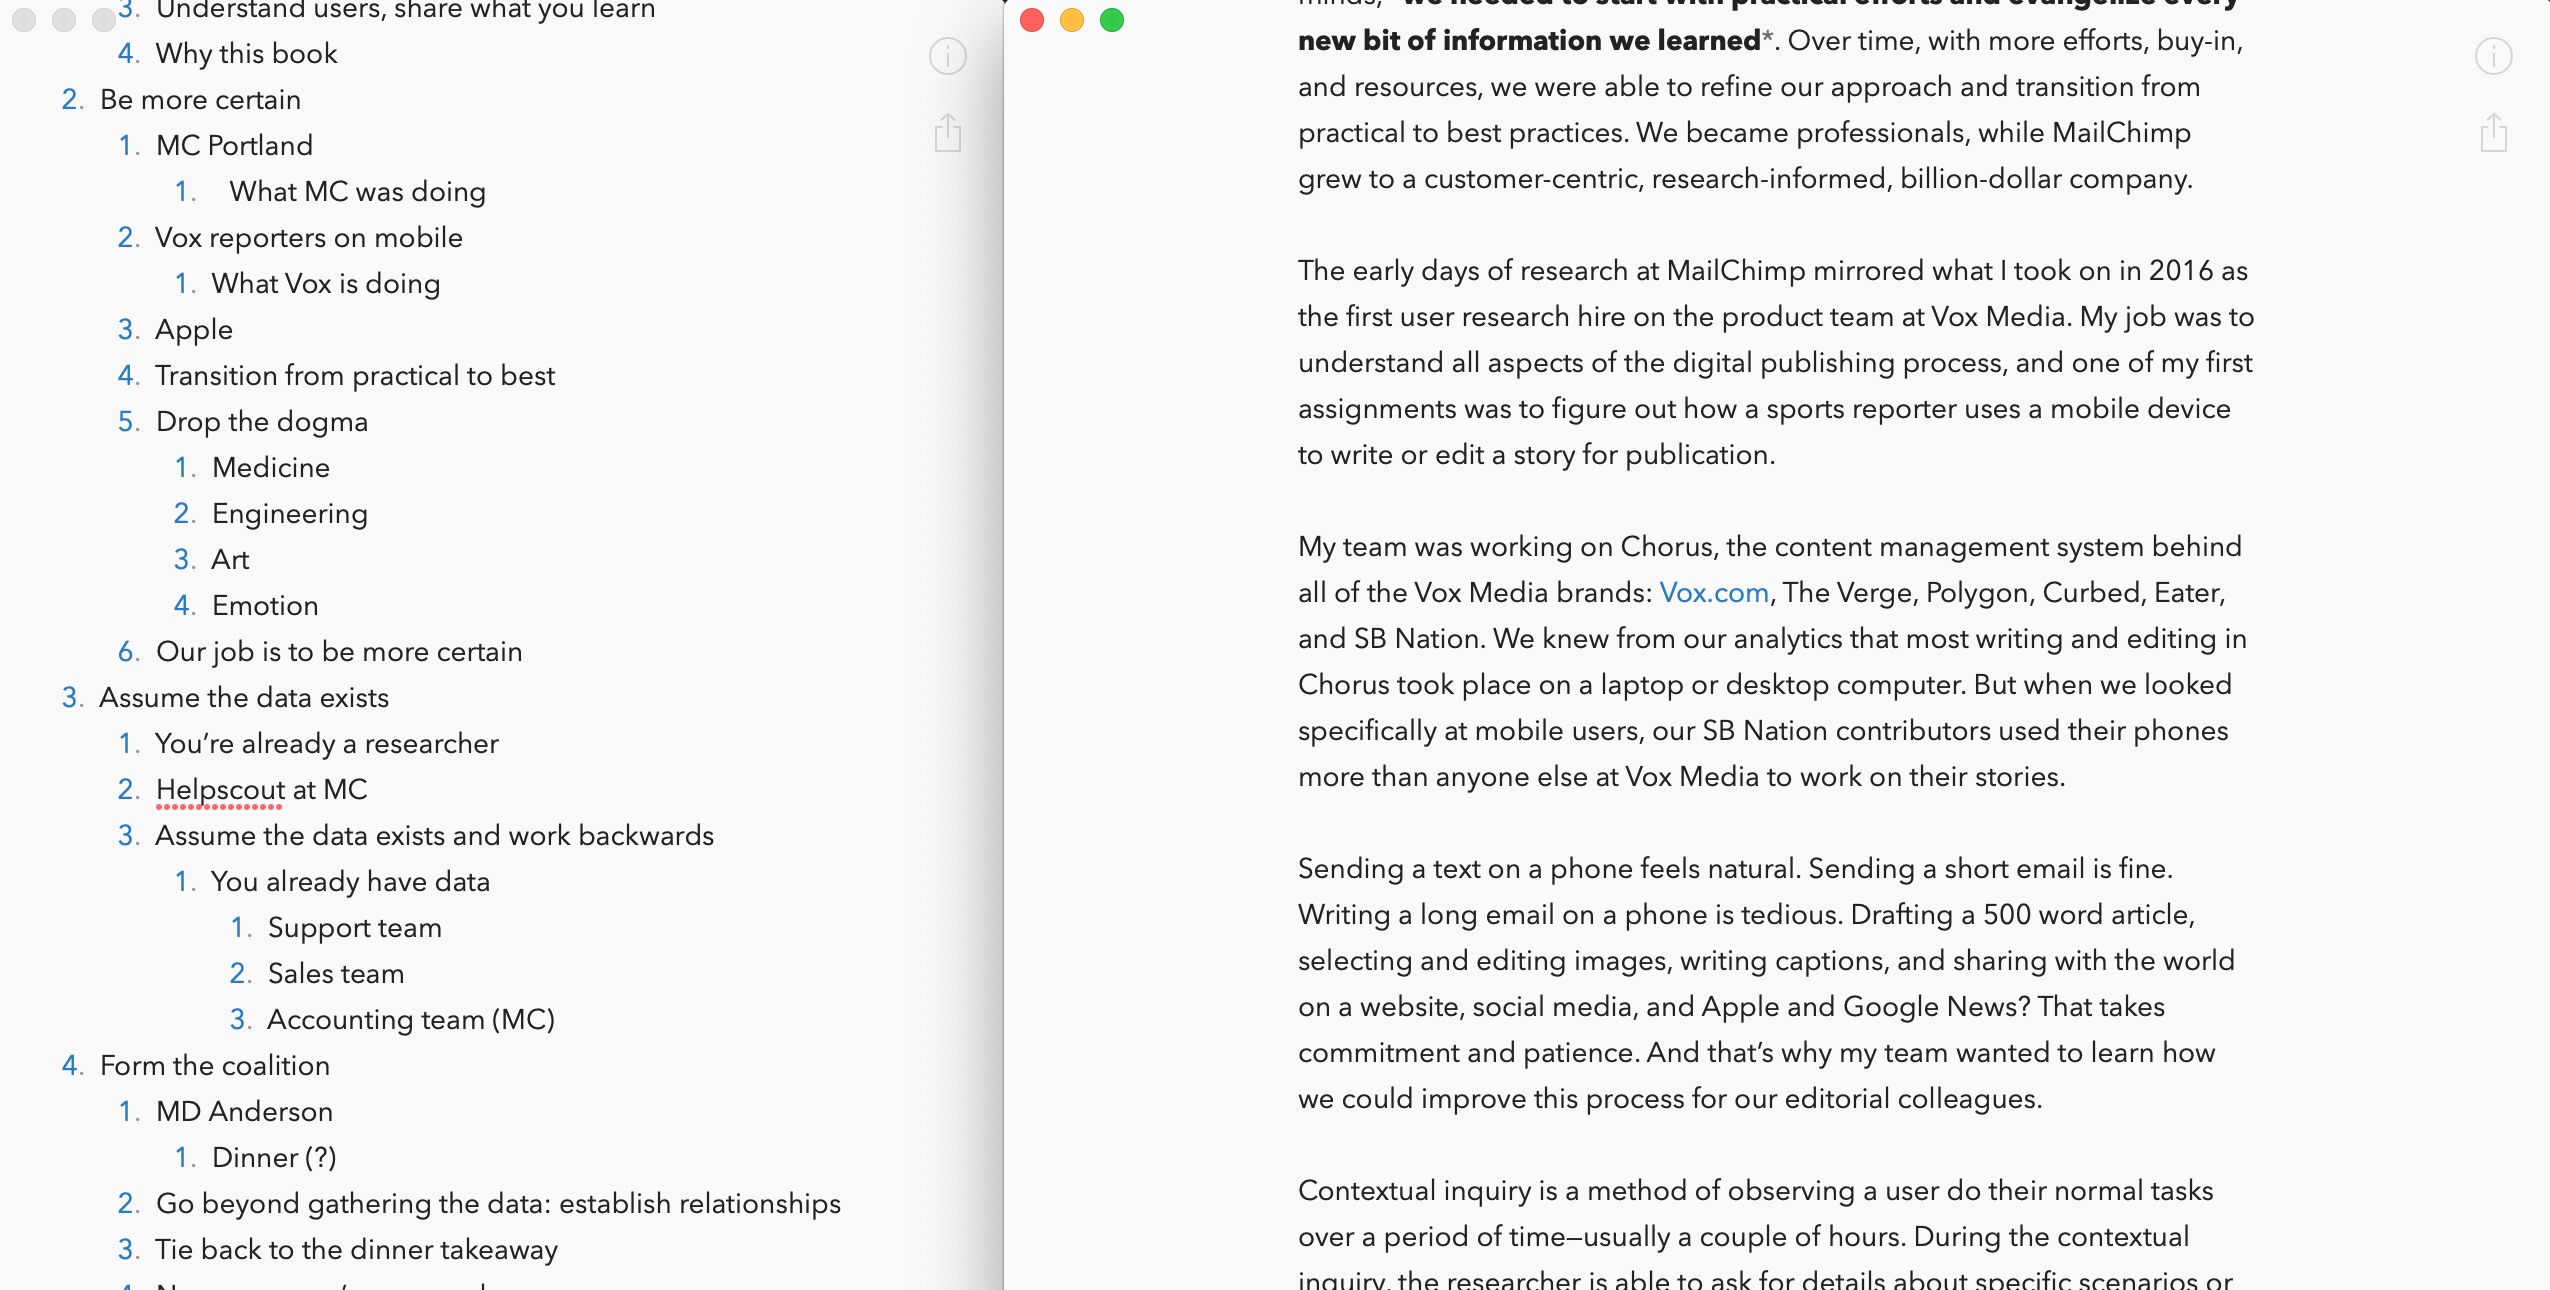 3. Understand users, share what you learn
4. Why this book
2. Be more certain
1. MC Portland
1. What MC was doing
2. Vox reporters on mobile
1. What Vox is doing
3. Apple
4. Transition from practical to best
5. Drop the dogma
1. Medicine
2. Engineering
3. Art
4. Emotion
6. Our job is to be more certain
3. Assume the data exists
1. You’re already a researcher
2. Helpscout at MC
3. Assume the data exists and work backwards
1. You already have data
1. Support team
2. Sales team
3. Accounting team (MC)
4. Form the coalition
1. MD Anderson
1. Dinner (?)
2. Go beyond gathering the data: establish relationships
3. Tie back to the dinner takeaway
minds, *we needed to start with practical efforts and evangelize every
new bit of information we learned*. Over time, with more efforts, buy-in,
and resources, we were able to refine our approach and transition from
practical to best practices. We became professionals, while MailChimp
grew to a customer-centric, research-informed, billion-dollar company.
The early days of research at MailChimp mirrored what I took on in 2016 as
the first user research hire on the product team at Vox Media. My job was to
understand all aspects of the digital publishing process, and one of my first
assignments was to figure out how a sports reporter uses a mobile device
to write or edit a story for publication.
My team was working on Chorus, the content management system behind
all of the Vox Media brands: Vox.com, The Verge, Polygon, Curbed, Eater,
and SB Nation. We knew from our analytics that most writing and editing in
Chorus took place on a laptop or desktop computer. But when we looked
specifically at mobile users, our SB Nation contributors used their phones
more than anyone else at Vox Media to work on their stories.
Sending a text on a phone feels natural. Sending a short email is fine.
Writing a long email on a phone is tedious. Drafting a 500 word article,
selecting and editing images, writing captions, and sharing with the world
on a website, social media, and Apple and Google News? That takes
commitment and patience. And that’s why my team wanted to learn how
we could improve this process for our editorial colleagues.
Contextual inquiry is a method of observing a user do their normal tasks
over a period of time—usually a couple of hours. During the contextual
inquiry, the researcher is able to ask for details about specific scenarios or